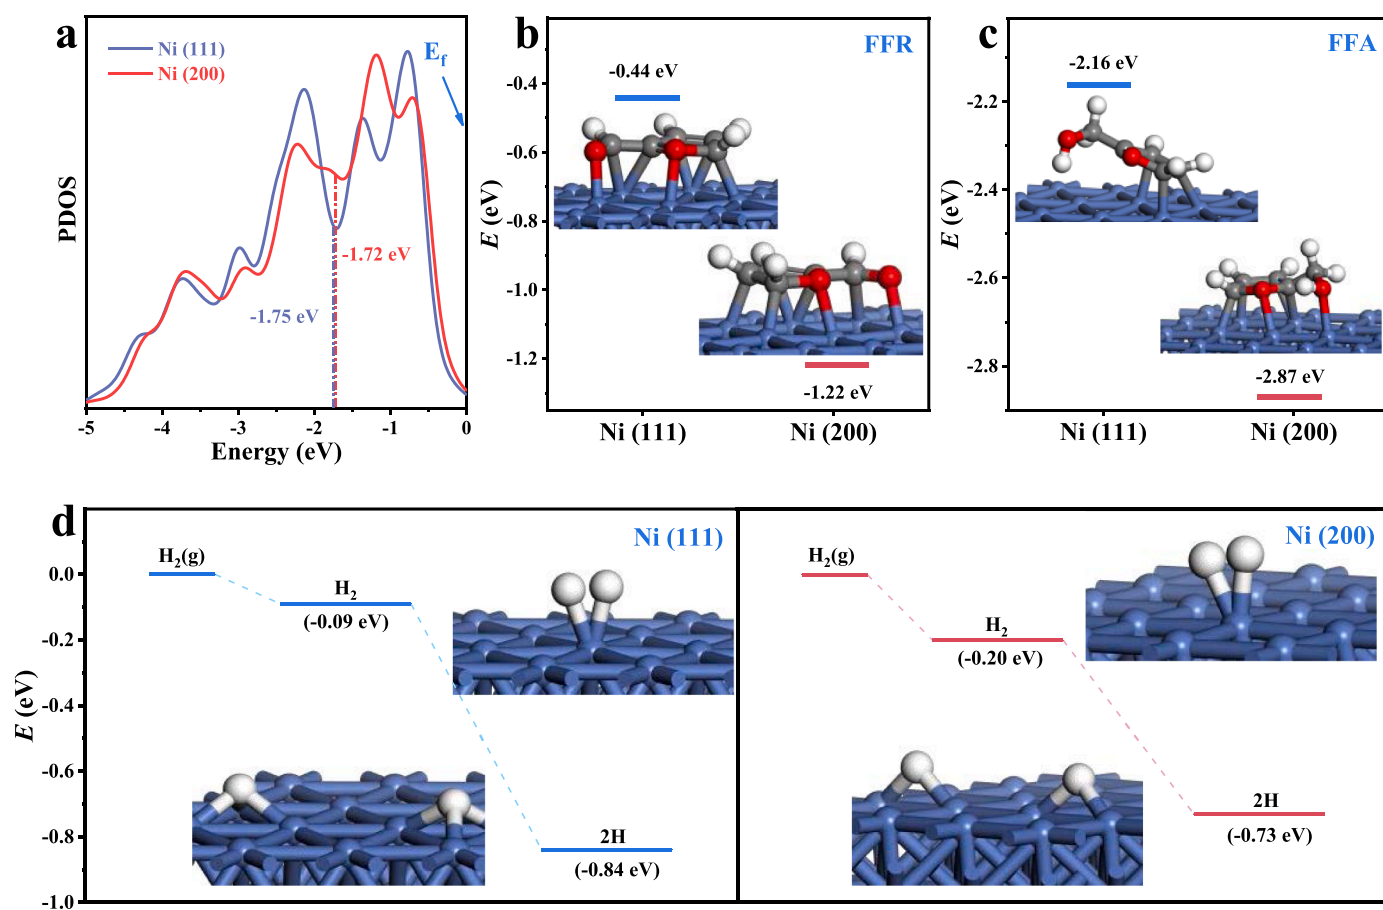 a
Ni (111)
Ni (200)
E_f
-1.72 eV
-1.75 eV
PDOS
-5 -4 -3 -2 -1 0
Energy (eV)
b
FFR
-0.44 eV
-1.22 eV
E (eV)
-0.4
-0.6
-0.8
-1.0
-1.2
Ni (111) Ni (200)
c
FFA
-2.16 eV
-2.87 eV
E (eV)
-2.2
-2.4
-2.6
-2.8
Ni (111) Ni (200)
d
Ni (111)
H₂(g)
H₂
(-0.09 eV)
2H
(-0.84 eV)
E (eV)
0.0
-0.2
-0.4
-0.6
-0.8
-1.0
Ni (200)
H₂(g)
H₂
(-0.20 eV)
2H
(-0.73 eV)